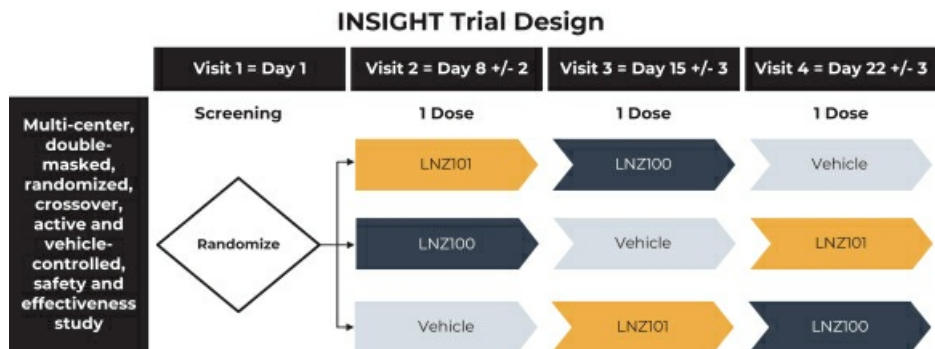 INSIGHT Trial Design
Visit 1 = Day 1
Visit 2 = Day 8 +/- 2
Visit 3 = Day 15 +/- 3
Visit 4 = Day 22 +/- 3
Multi-center,
double-
masked,
randomized,
crossover,
active and
vehicle-
controlled,
safety and
effectiveness
study
Screening
1 Dose
1 Dose
1 Dose
Randomize
LNZ101
LNZ100
Vehicle
LNZ100
Vehicle
LNZ101
Vehicle
LNZ101
LNZ100